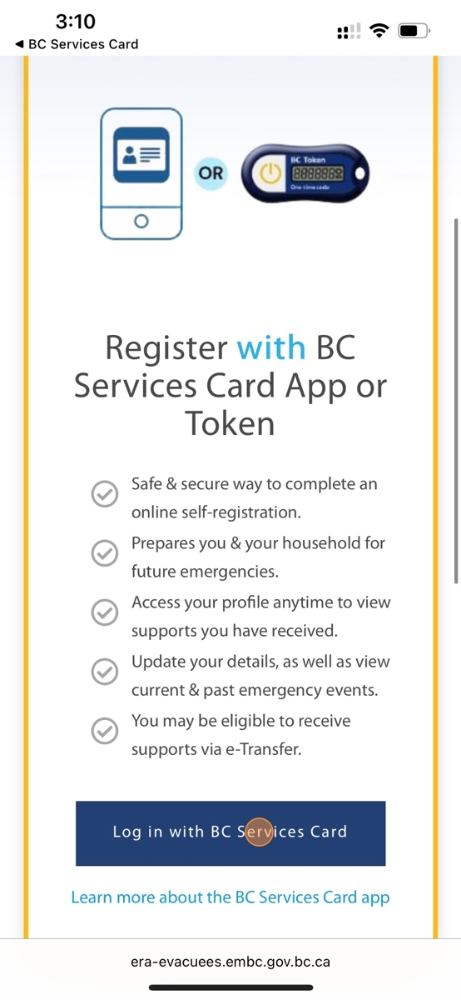 3:10
◀ BC Services Card
OR
BC Token
8888888
One time code
Register with BC
Services Card App or
Token
Safe & secure way to complete an
online self-registration.
Prepares you & your household for
future emergencies.
Access your profile anytime to view
supports you have received.
Update your details, as well as view
current & past emergency events.
You may be eligible to receive
supports via e-Transfer.
Log in with BC Services Card
Learn more about the BC Services Card app
era-evacuees.embc.gov.bc.ca